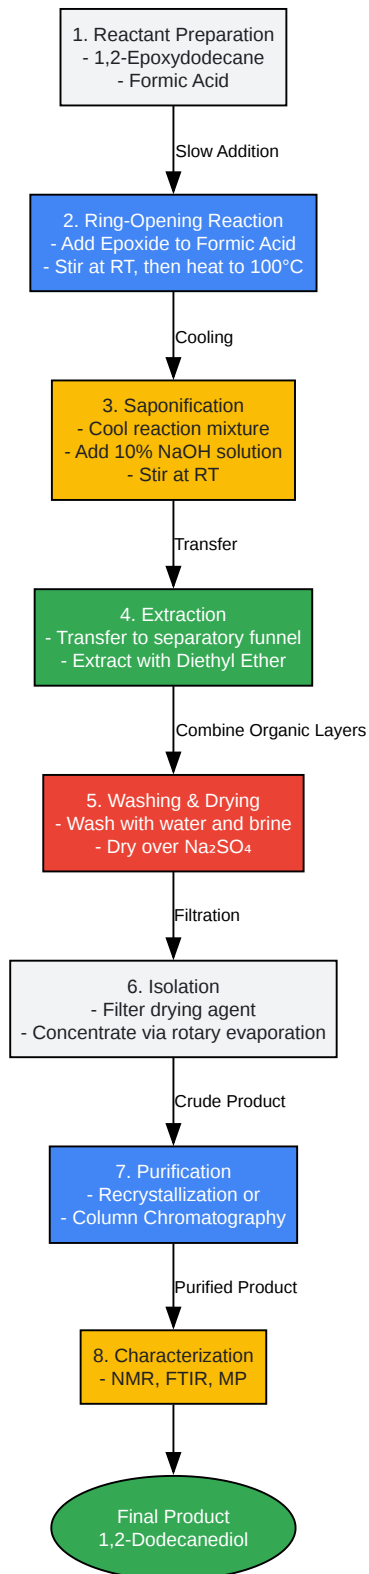 1. Reactant Preparation
- 1,2-Epoxydodecane
- Formic Acid
Slow Addition
2. Ring-Opening Reaction
- Add Epoxide to Formic Acid
- Stir at RT, then heat to 100°C
Cooling
3. Saponification
- Cool reaction mixture
- Add 10% NaOH solution
- Stir at RT
Transfer
4. Extraction
- Transfer to separatory funnel
- Extract with Diethyl Ether
Combine Organic Layers
5. Washing & Drying
- Wash with water and brine
- Dry over Na₂SO₄
Filtration
6. Isolation
- Filter drying agent
- Concentrate via rotary evaporation
Crude Product
7. Purification
- Recrystallization or
- Column Chromatography
Purified Product
8. Characterization
- NMR, FTIR, MP
Final Product
1,2-Dodecanediol